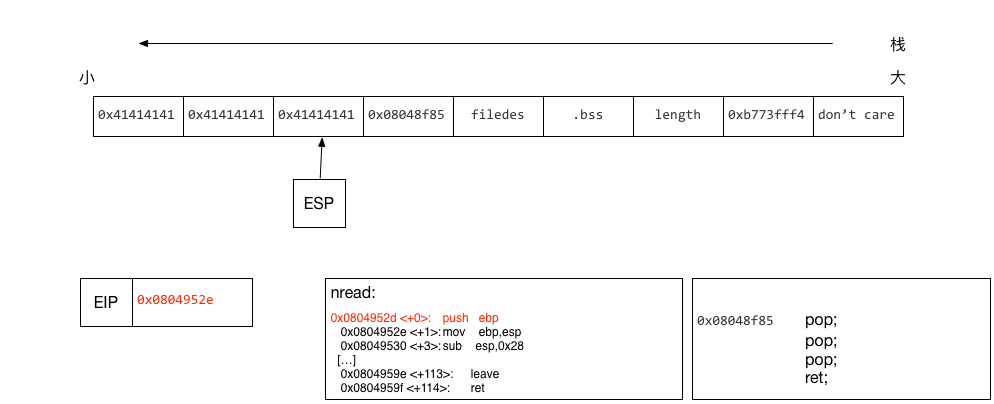 栈
小 大
0x41414141 0x41414141 0x41414141 0x08048f85 filedes .bss length 0xb773fff4 don’t care
ESP
EIP 0x0804952e
nread:
0x0804952d <+0>: push ebp
0x0804952e <+1>: mov ebp,esp
0x08049530 <+3>: sub esp,0x28
[…]
0x0804959e <+113>: leave
0x0804959f <+114>: ret
0x08048f85 pop;
pop;
pop;
ret;